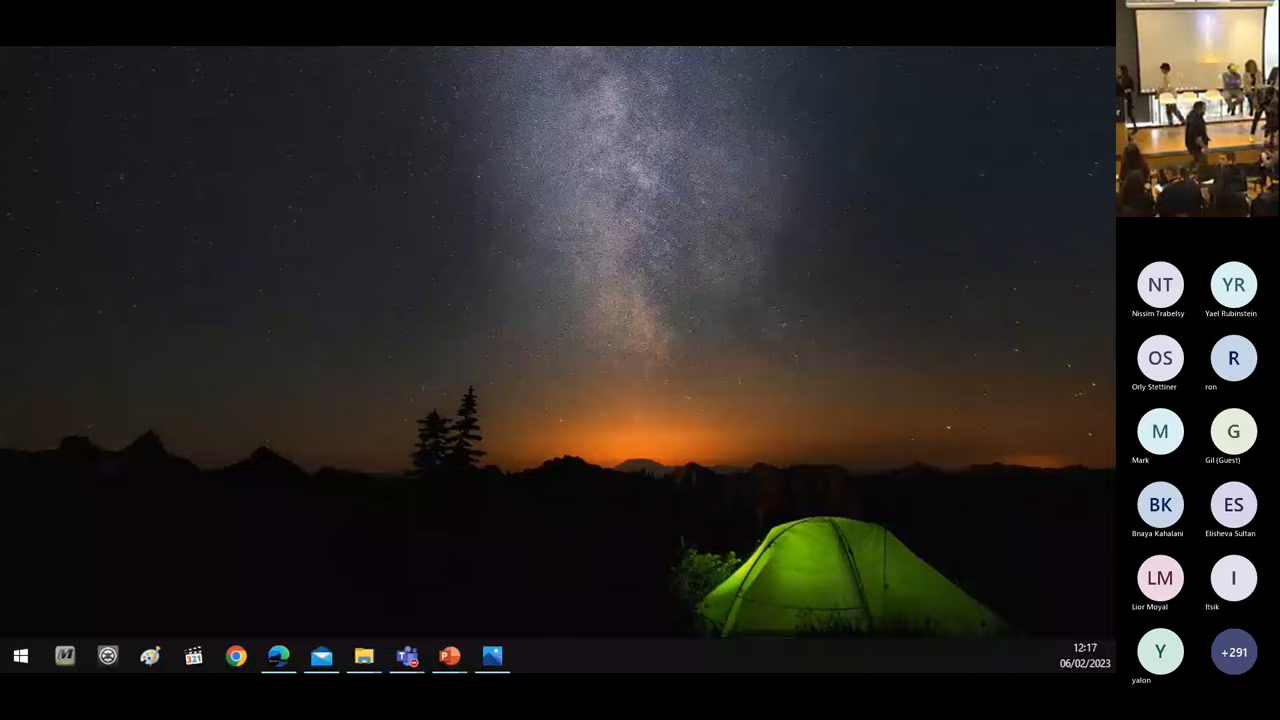 NT
YR
Nissim Trabelsy
Yael Rubinstein
OS
R
Orly Stettiner
ron
M
G
Mark
Gil (Guest)
BK
ES
Bnaya Kahalani
Elisheva Sultan
LM
I
Lior Moyal
Itsik
Y
+291
yalon
M
321
T
P
12:17
06/02/2023